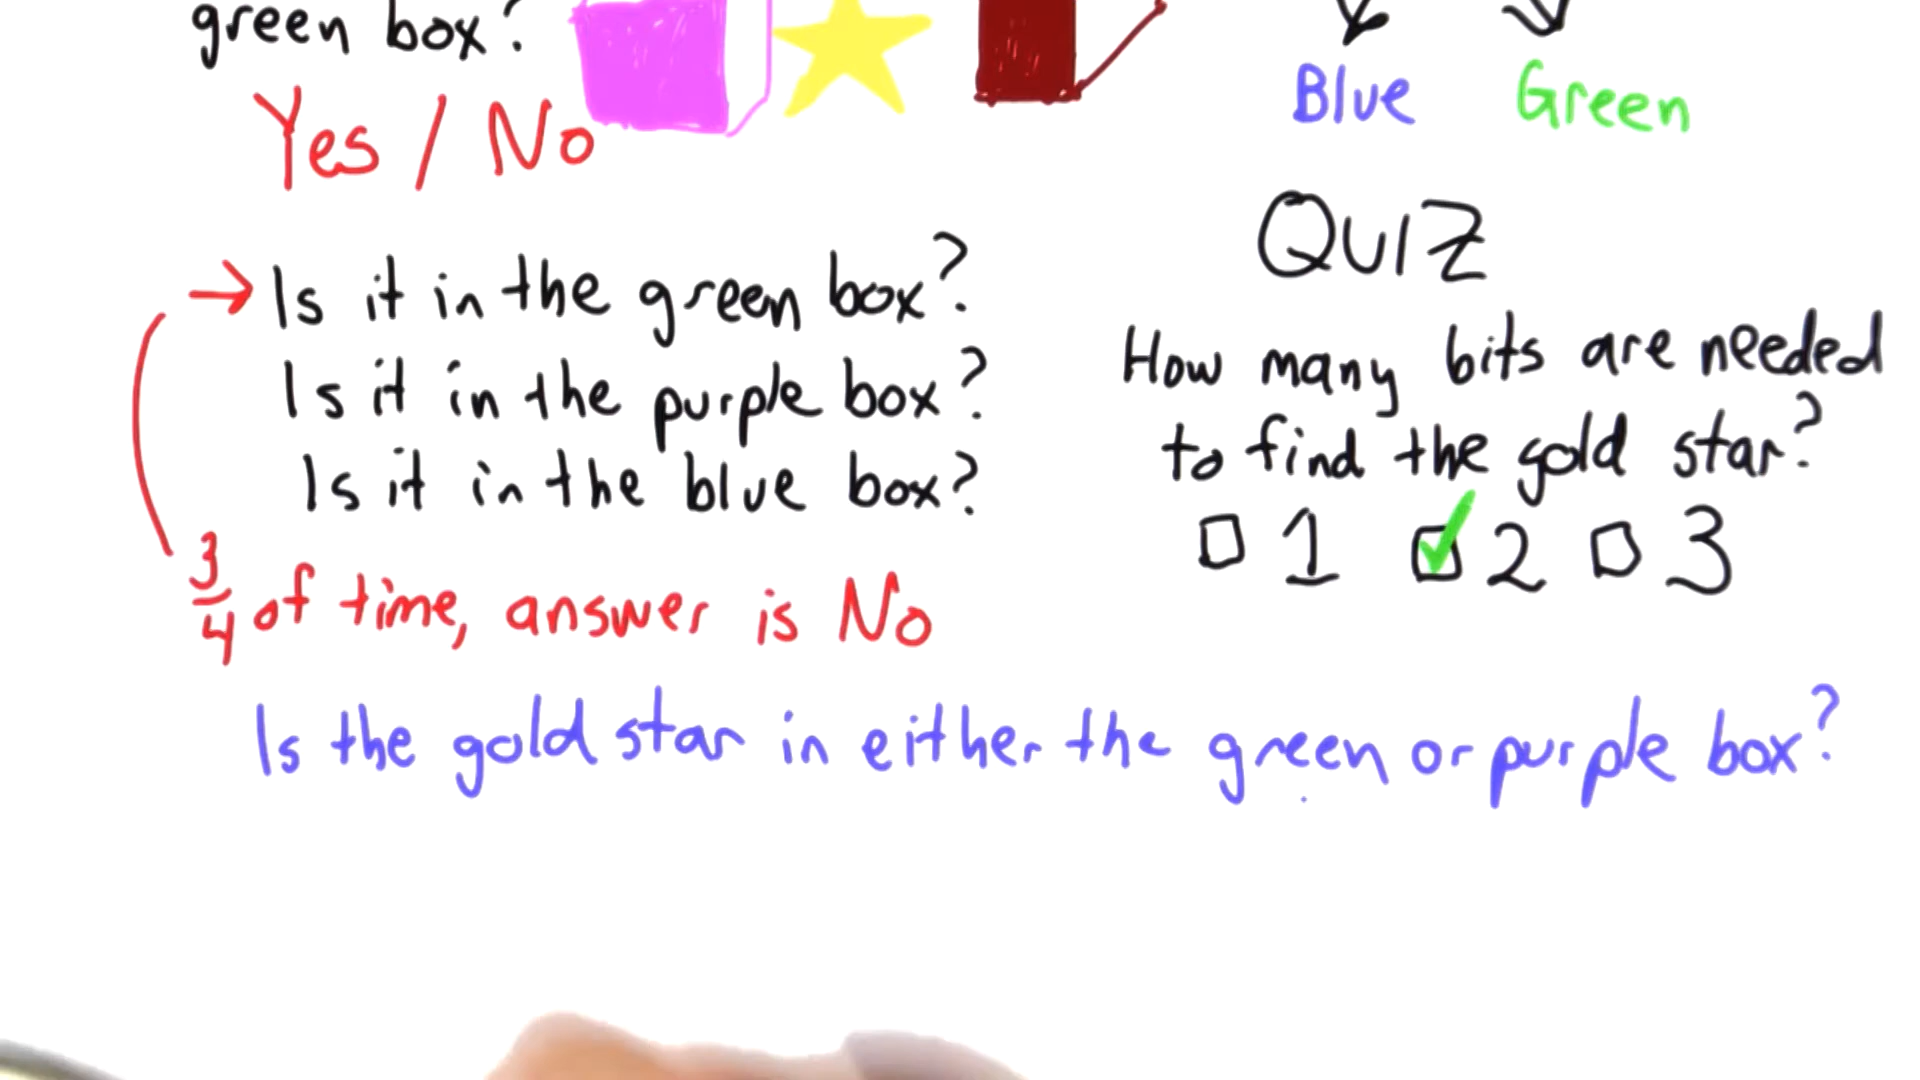 green box?
Yes / No
Blue Green
→ Is it in the green box?
Is it in the purple box?
Is it in the blue box?
3/4 of time, answer is No
QUIZ
How many bits are needed
to find the gold star?
☐ 1 ☑ 2 ☐ 3
Is the gold star in either the green or purple box?